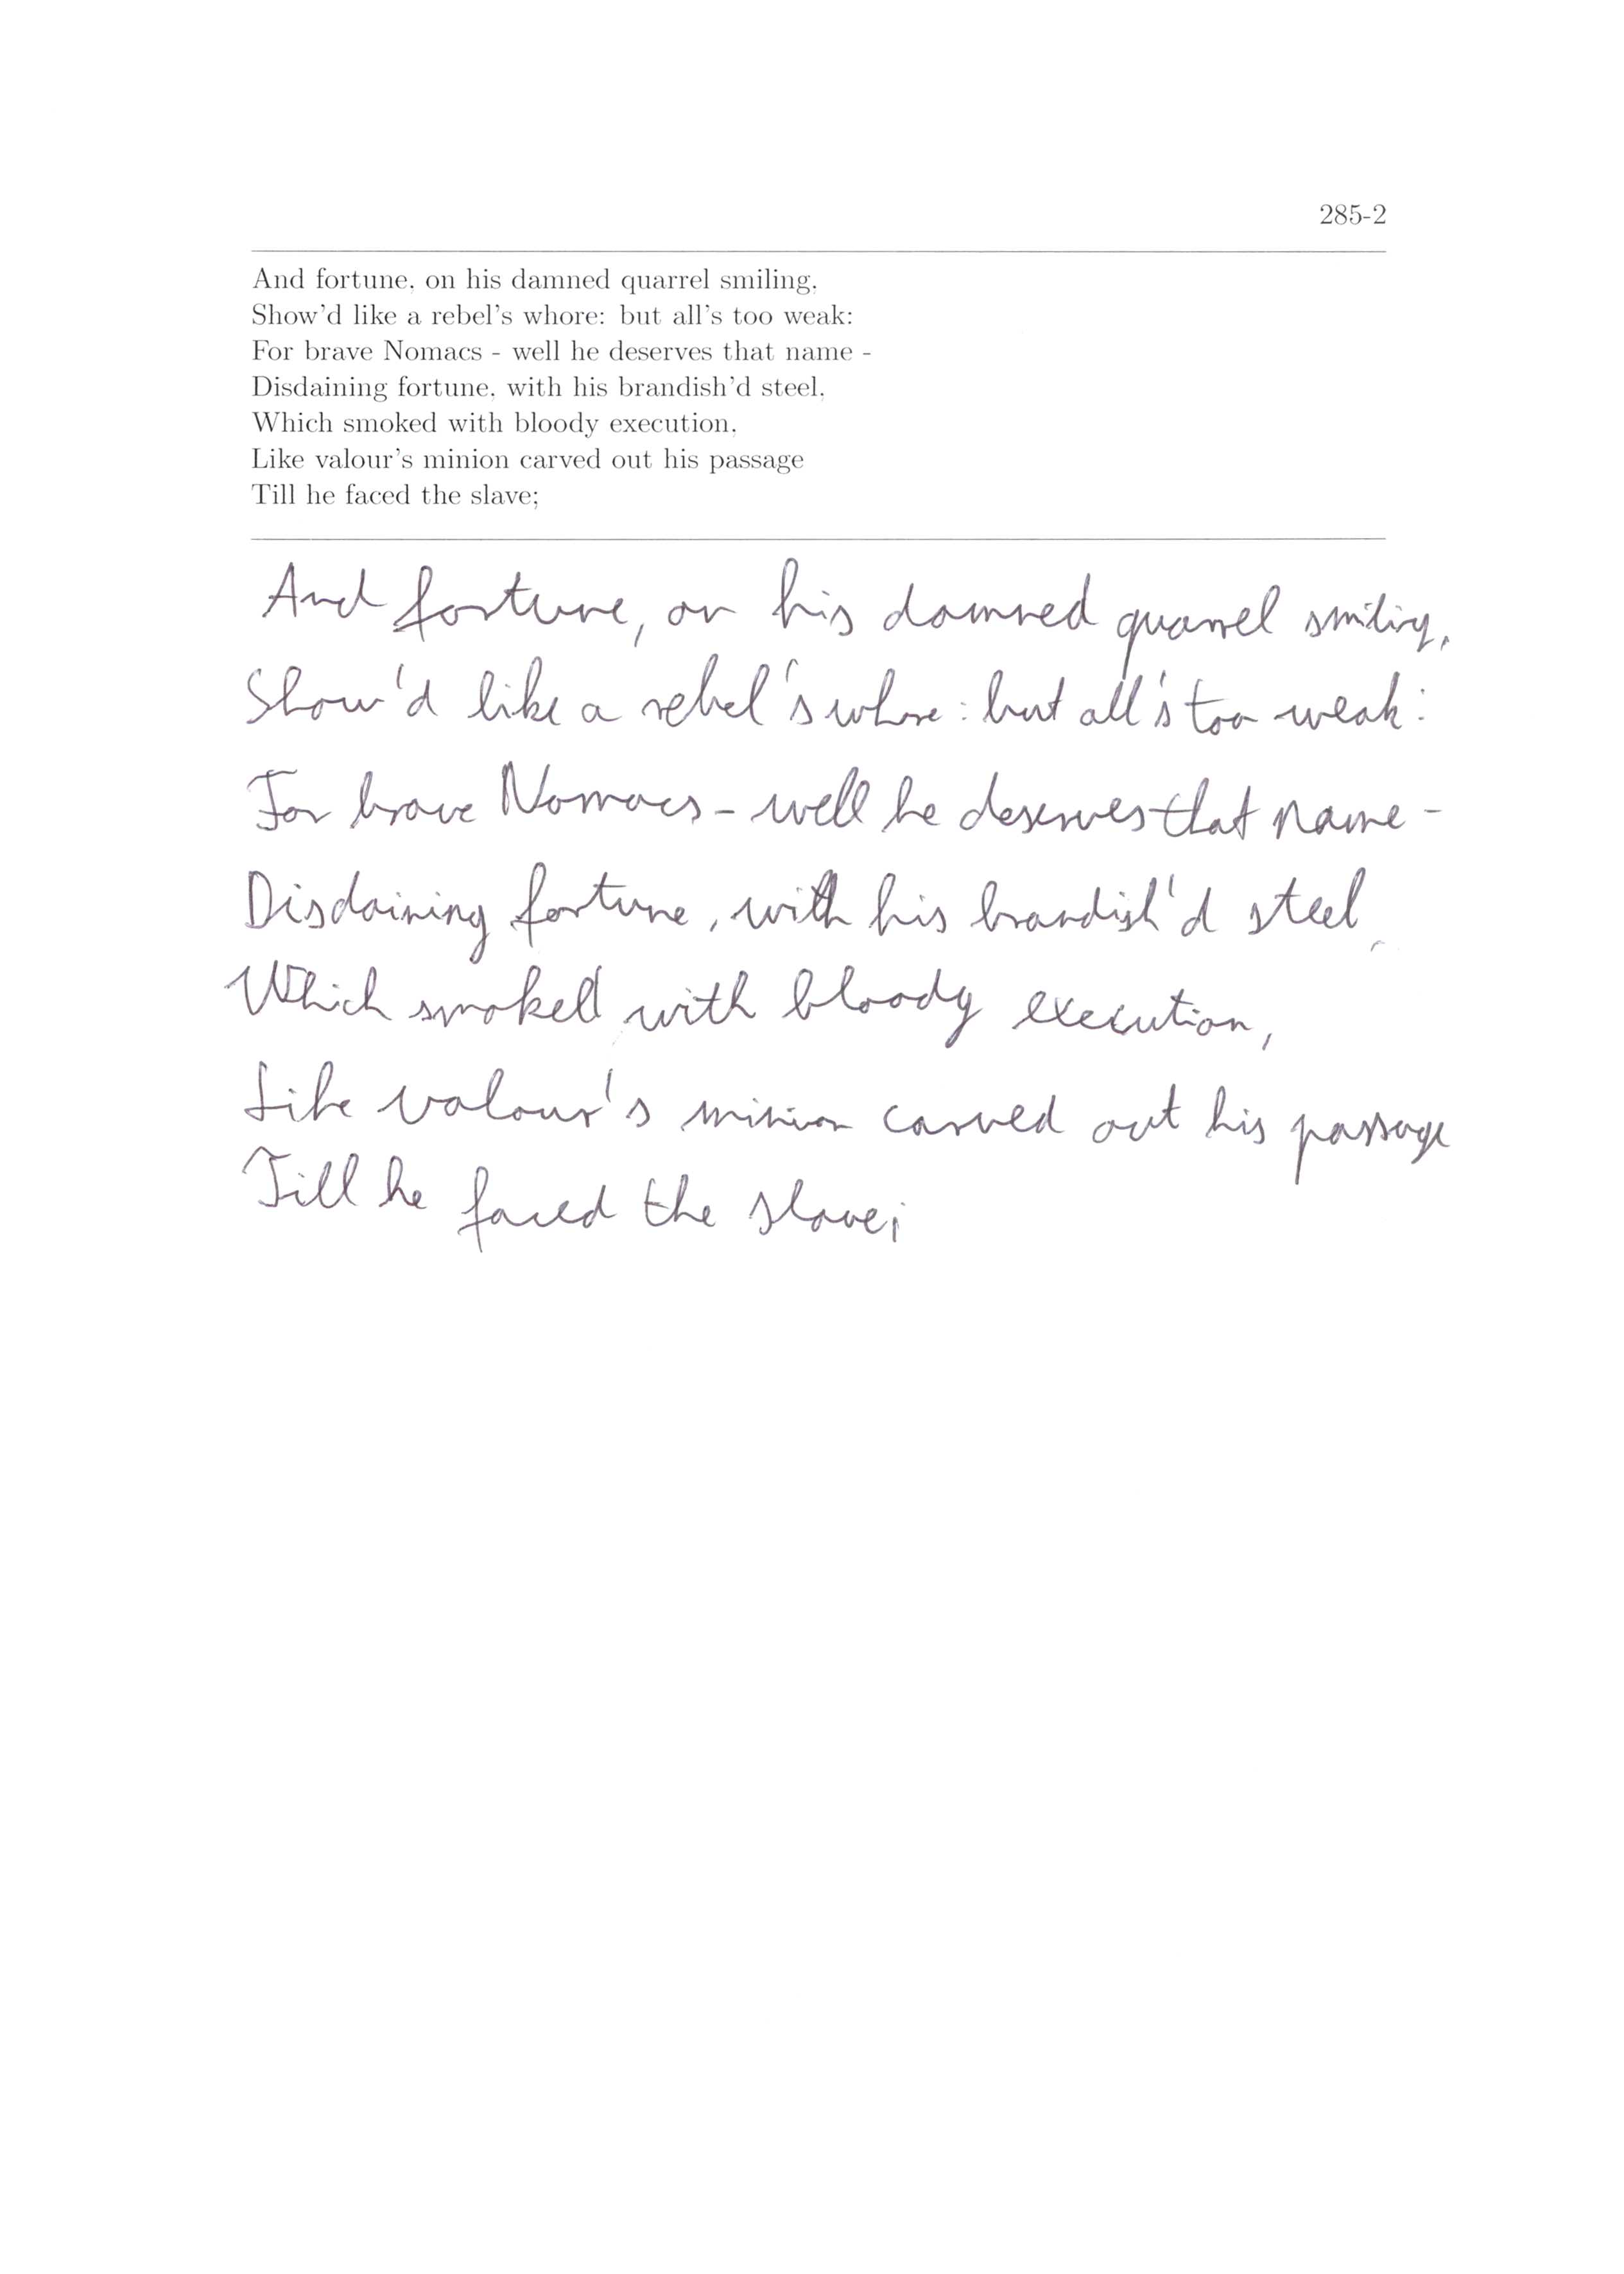 285-2
And fortune, on his damned quarrel smiling,
Show'd like a rebel's whore: but all's too weak:
For brave Nomacs - well he deserves that name -
Disdaining fortune, with his brandish'd steel,
Which smoked with bloody execution,
Like valour's minion carved out his passage
Till he faced the slave;
And fortune, on his damned quarrel smiling,
Show'd like a rebel's whore: but all's too weak:
For brave Nomacs - well he deserves that name -
Disdaining fortune, with his brandish'd steel,
Which smoked with bloody execution,
Like valour's minion carved out his passage
Till he faced the slave;